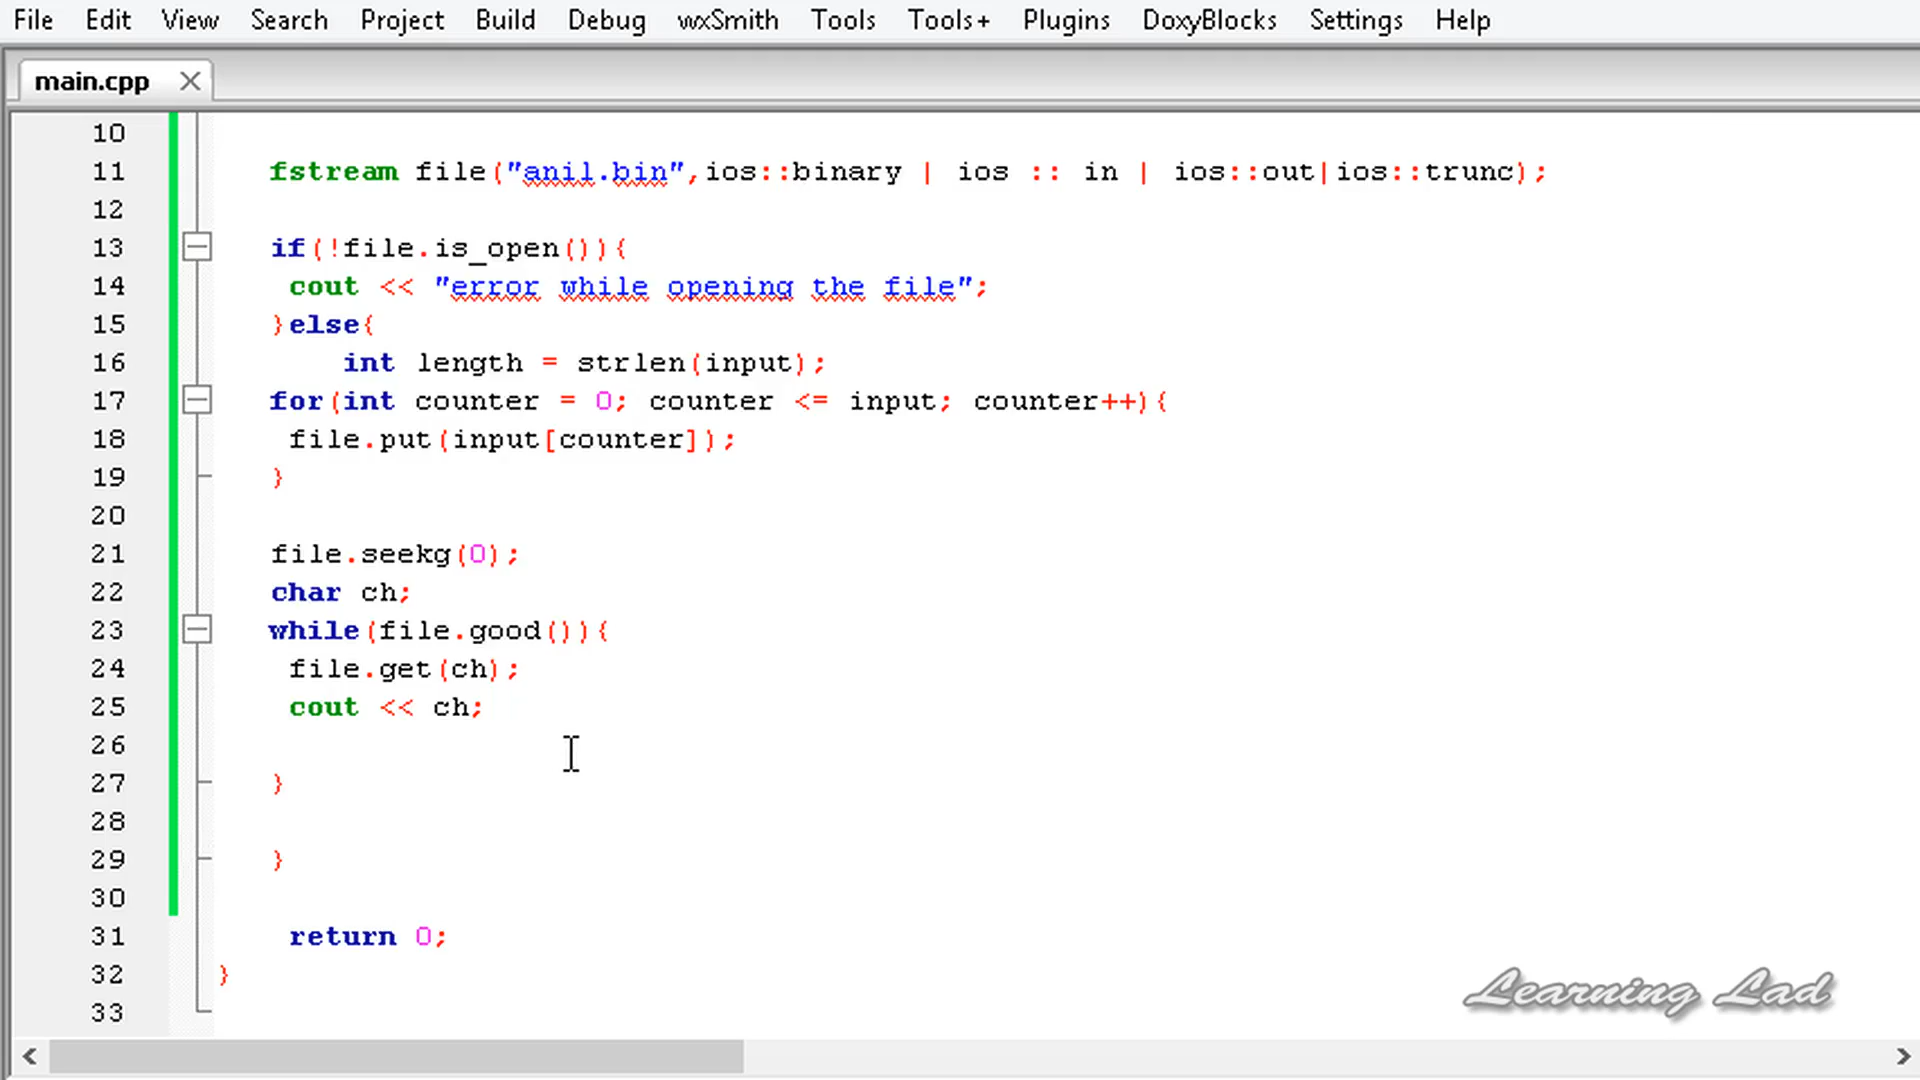 File Edit View Search Project Build Debug wxSmith Tools Tools+ Plugins DoxyBlocks Settings Help
main.cpp
10
11 fstream file("anil.bin",ios::binary | ios :: in | ios::out|ios::trunc);
12
13 if(!file.is_open()){
14 cout << "error while opening the file";
15 }else{
16 int length = strlen(input);
17 for(int counter = 0; counter <= input; counter++){
18 file.put(input[counter]);
19 }
20
21 file.seekg(0);
22 char ch;
23 while(file.good()){
24 file.get(ch);
25 cout << ch;
26
27 }
28
29 }
30
31 return 0;
32 }
33
Learning Lad